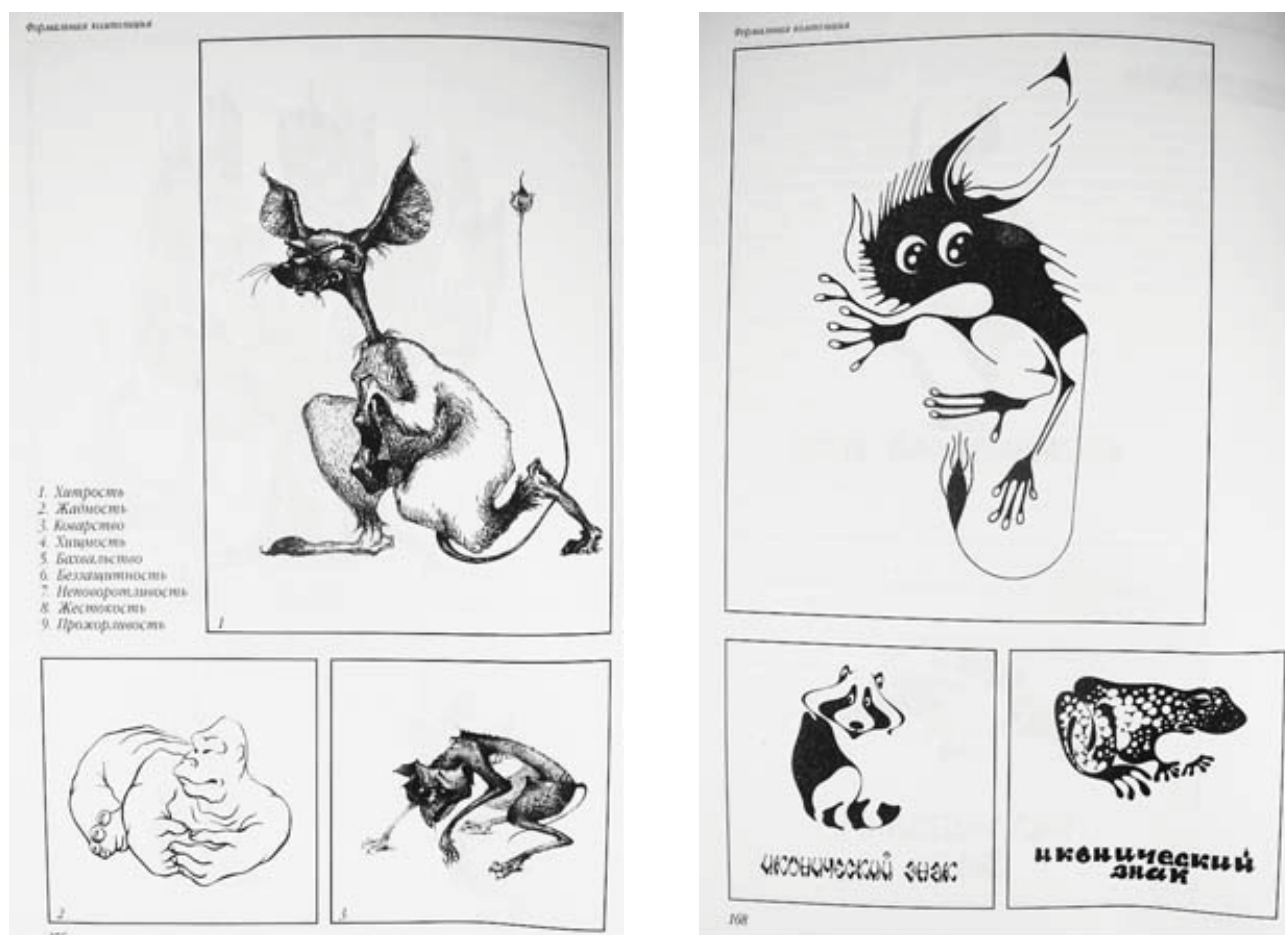 Формальная композиция
1. Хитрость
2. Жадность
3. Коварство
4. Хищность
5. Бахвальство
6. Беззащитность
7. Неповоротливость
8. Жестокость
9. Прожорливость
1
2
3
Формальная композиция
иконический знак
иконический
знак
168